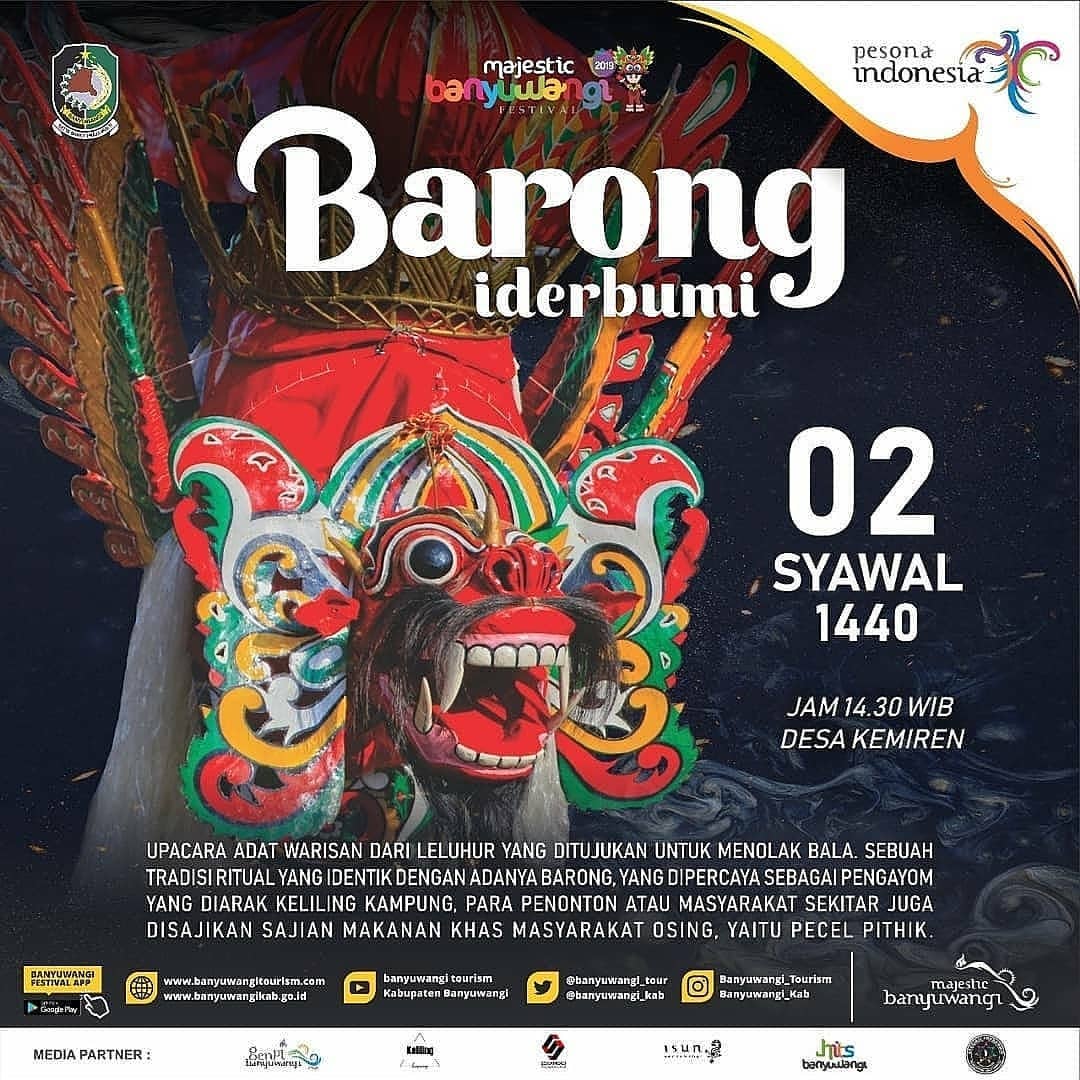 majestic
2019
banyuwangi
FESTIVAL
pesona
indonesia
Barong
iderbumi
02
SYAWAL
1440
JAM 14.30 WIB
DESA KEMIREN
UPACARA ADAT WARISAN DARI LELUHUR YANG DITUJUKAN UNTUK MENOLAK BALA. SEBUAH
TRADISI RITUAL YANG IDENTIK DENGAN ADANYA BARONG, YANG DIPERCAYA SEBAGAI PENGAYOM
YANG DIARAK KELILING KAMPUNG, PARA PENONTON ATAU MASYARAKAT SEKITAR JUGA
DISAJIKAN SAJIAN MAKANAN KHAS MASYARAKAT OSING, YAITU PECEL PITHIK.
BANYUWANGI
FESTIVAL APP
Google Play
www.banyuwangitourism.com
www.banyuwangikab.go.id
banyuwangi tourism
Kabupaten Banyuwangi
@banyuwangi_tour
@banyuwangi_kab
Banyuwangi_Tourism
Banyuwangi_Kab
majestic
banyuwangi
MEDIA PARTNER :
GenPI
banyuwangi
Keliling
isun
banyuwangi